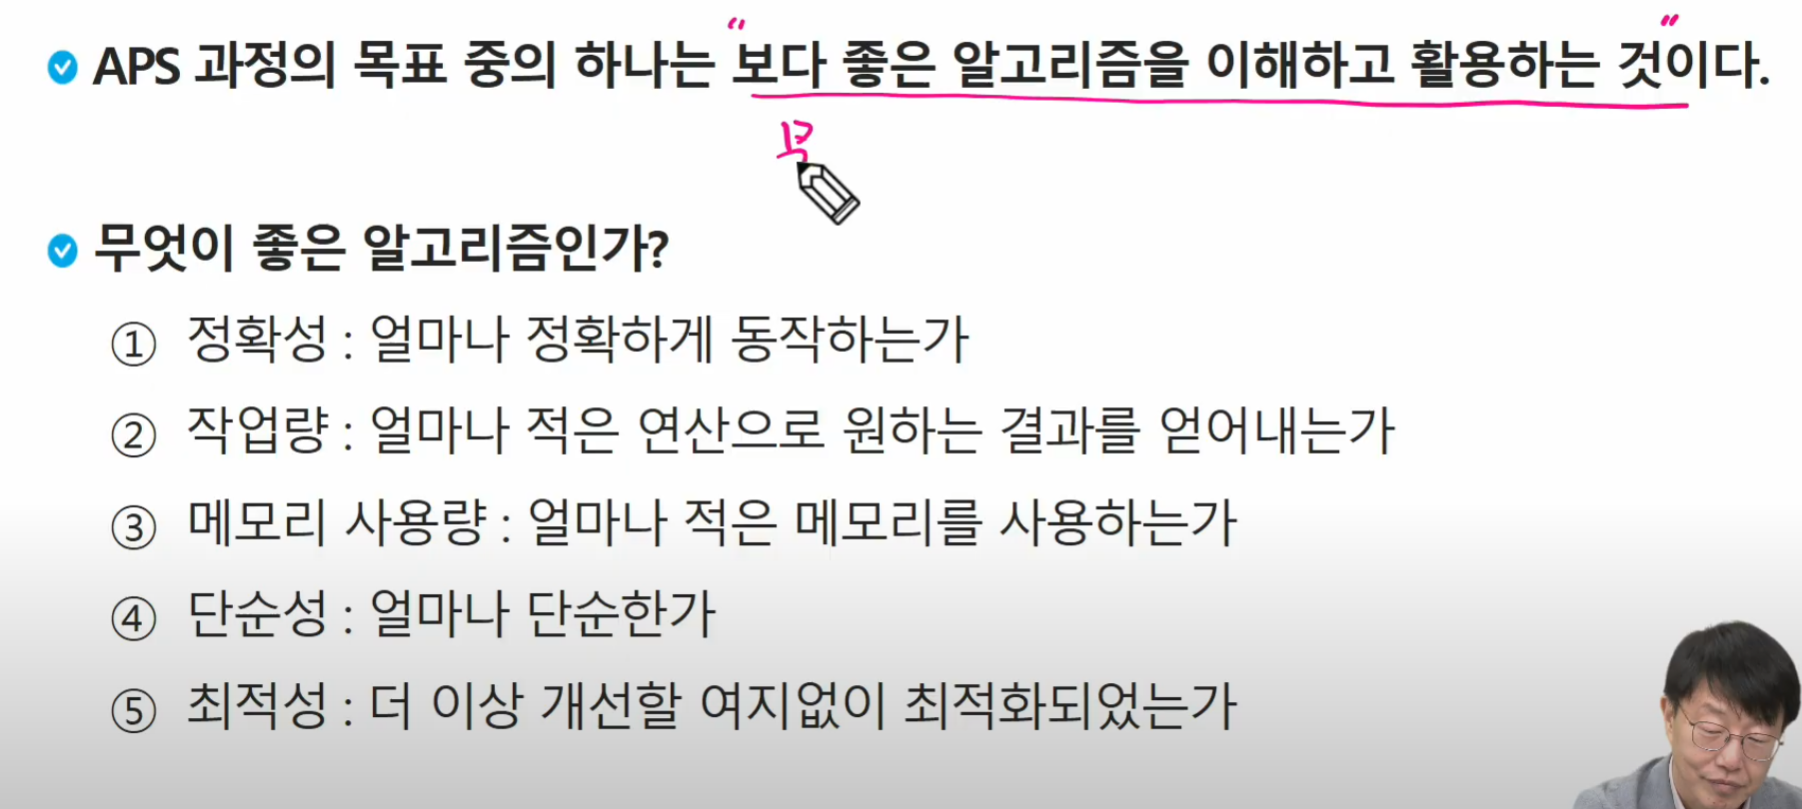 APS 과정의 목표 중의 하나는 "보다 좋은 알고리즘을 이해하고 활용하는 것"이다.
무엇이 좋은 알고리즘인가?
① 정확성 : 얼마나 정확하게 동작하는가
② 작업량 : 얼마나 적은 연산으로 원하는 결과를 얻어내는가
③ 메모리 사용량 : 얼마나 적은 메모리를 사용하는가
④ 단순성 : 얼마나 단순한가
⑤ 최적성 : 더 이상 개선할 여지없이 최적화되었는가